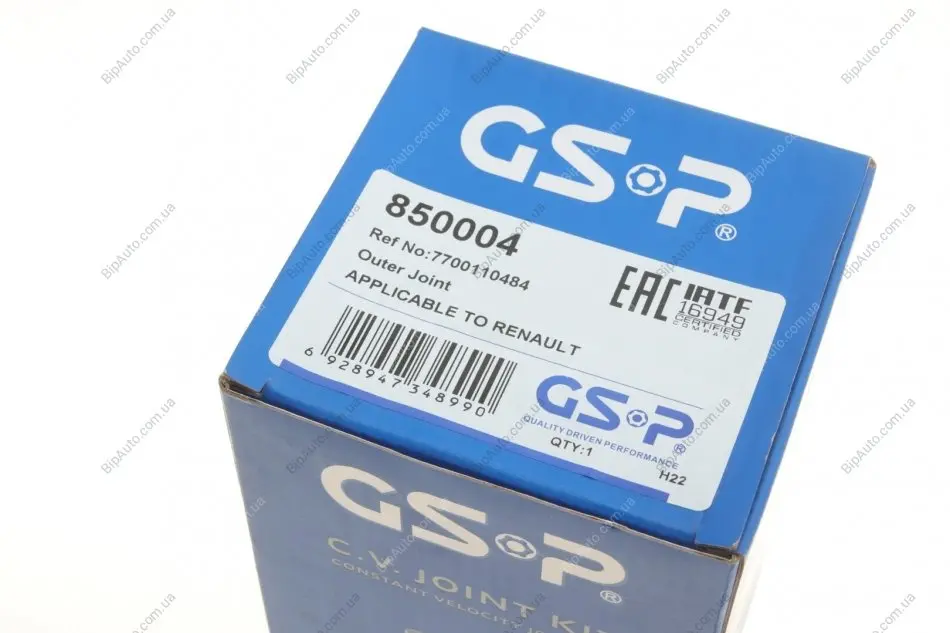 GSP®
850004
Ref No:7700110484
Outer Joint
APPLICABLE TO RENAULT
EAC
IATF
16949
CERTIFIED
COMPANY
6 928947 348990
GSP®
QUALITY DRIVEN PERFORMANCE
QTY:1
H22
GSP®
C.V. JOINT KIT
CONSTANT VELOCITY
BipAuto.com.ua